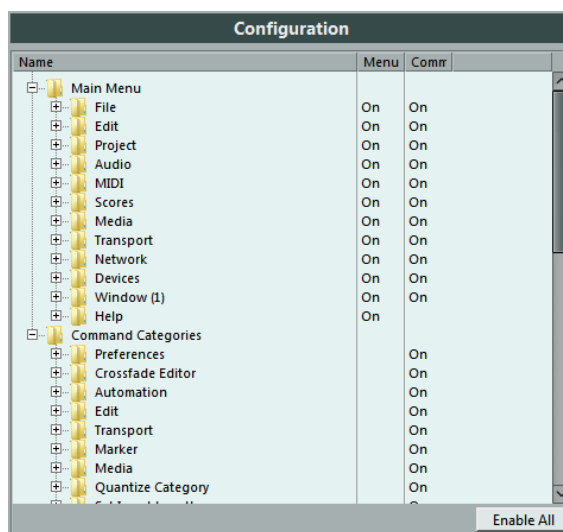 Configuration
Name Menu Comm
Main Menu
File On On
Edit On On
Project On On
Audio On On
MIDI On On
Scores On On
Media On On
Transport On On
Network On On
Devices On On
Window (1) On On
Help On
Command Categories
Preferences On
Crossfade Editor On
Automation On
Edit On
Transport On
Marker On
Media On
Quantize Category On
Enable All